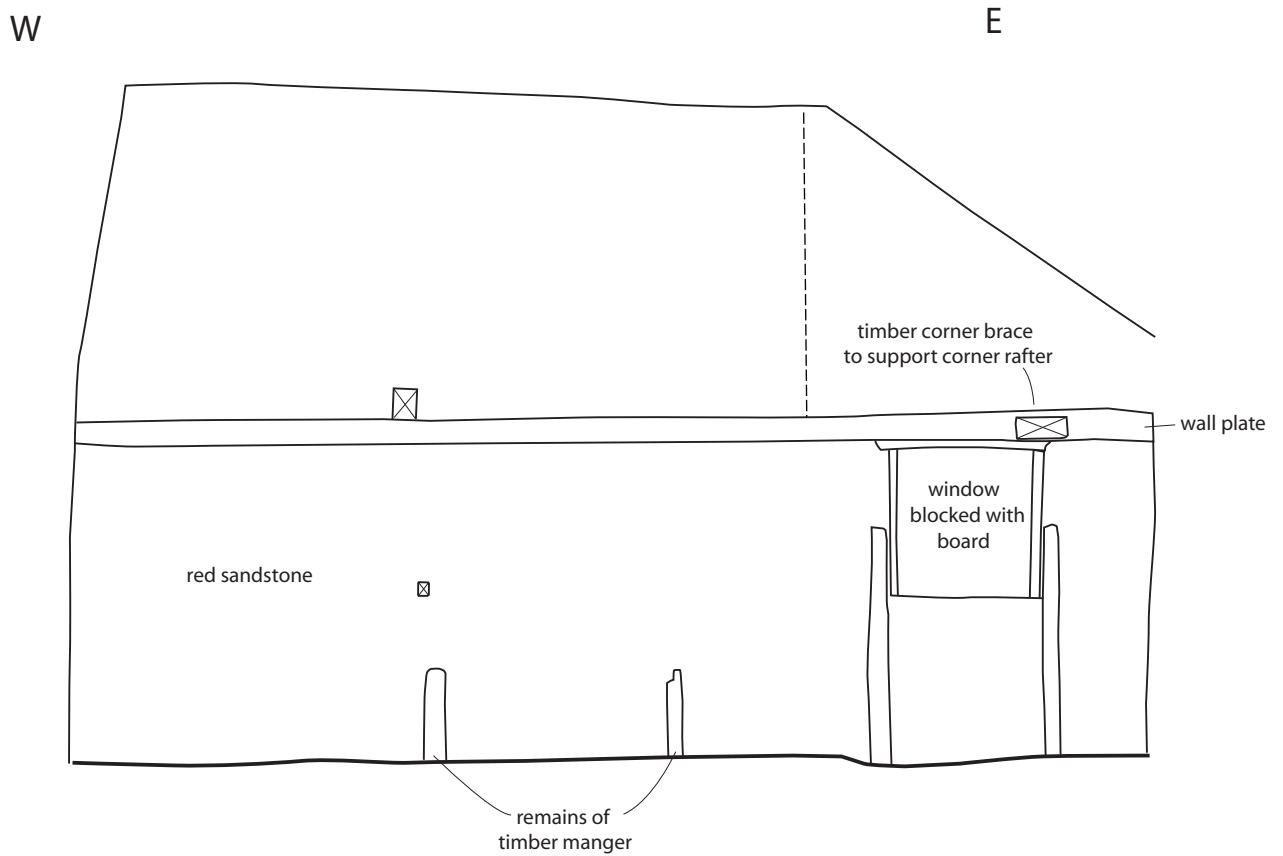 W
E
timber corner brace
to support corner rafter
wall plate
window
blocked with
board
red sandstone
remains of
timber manger